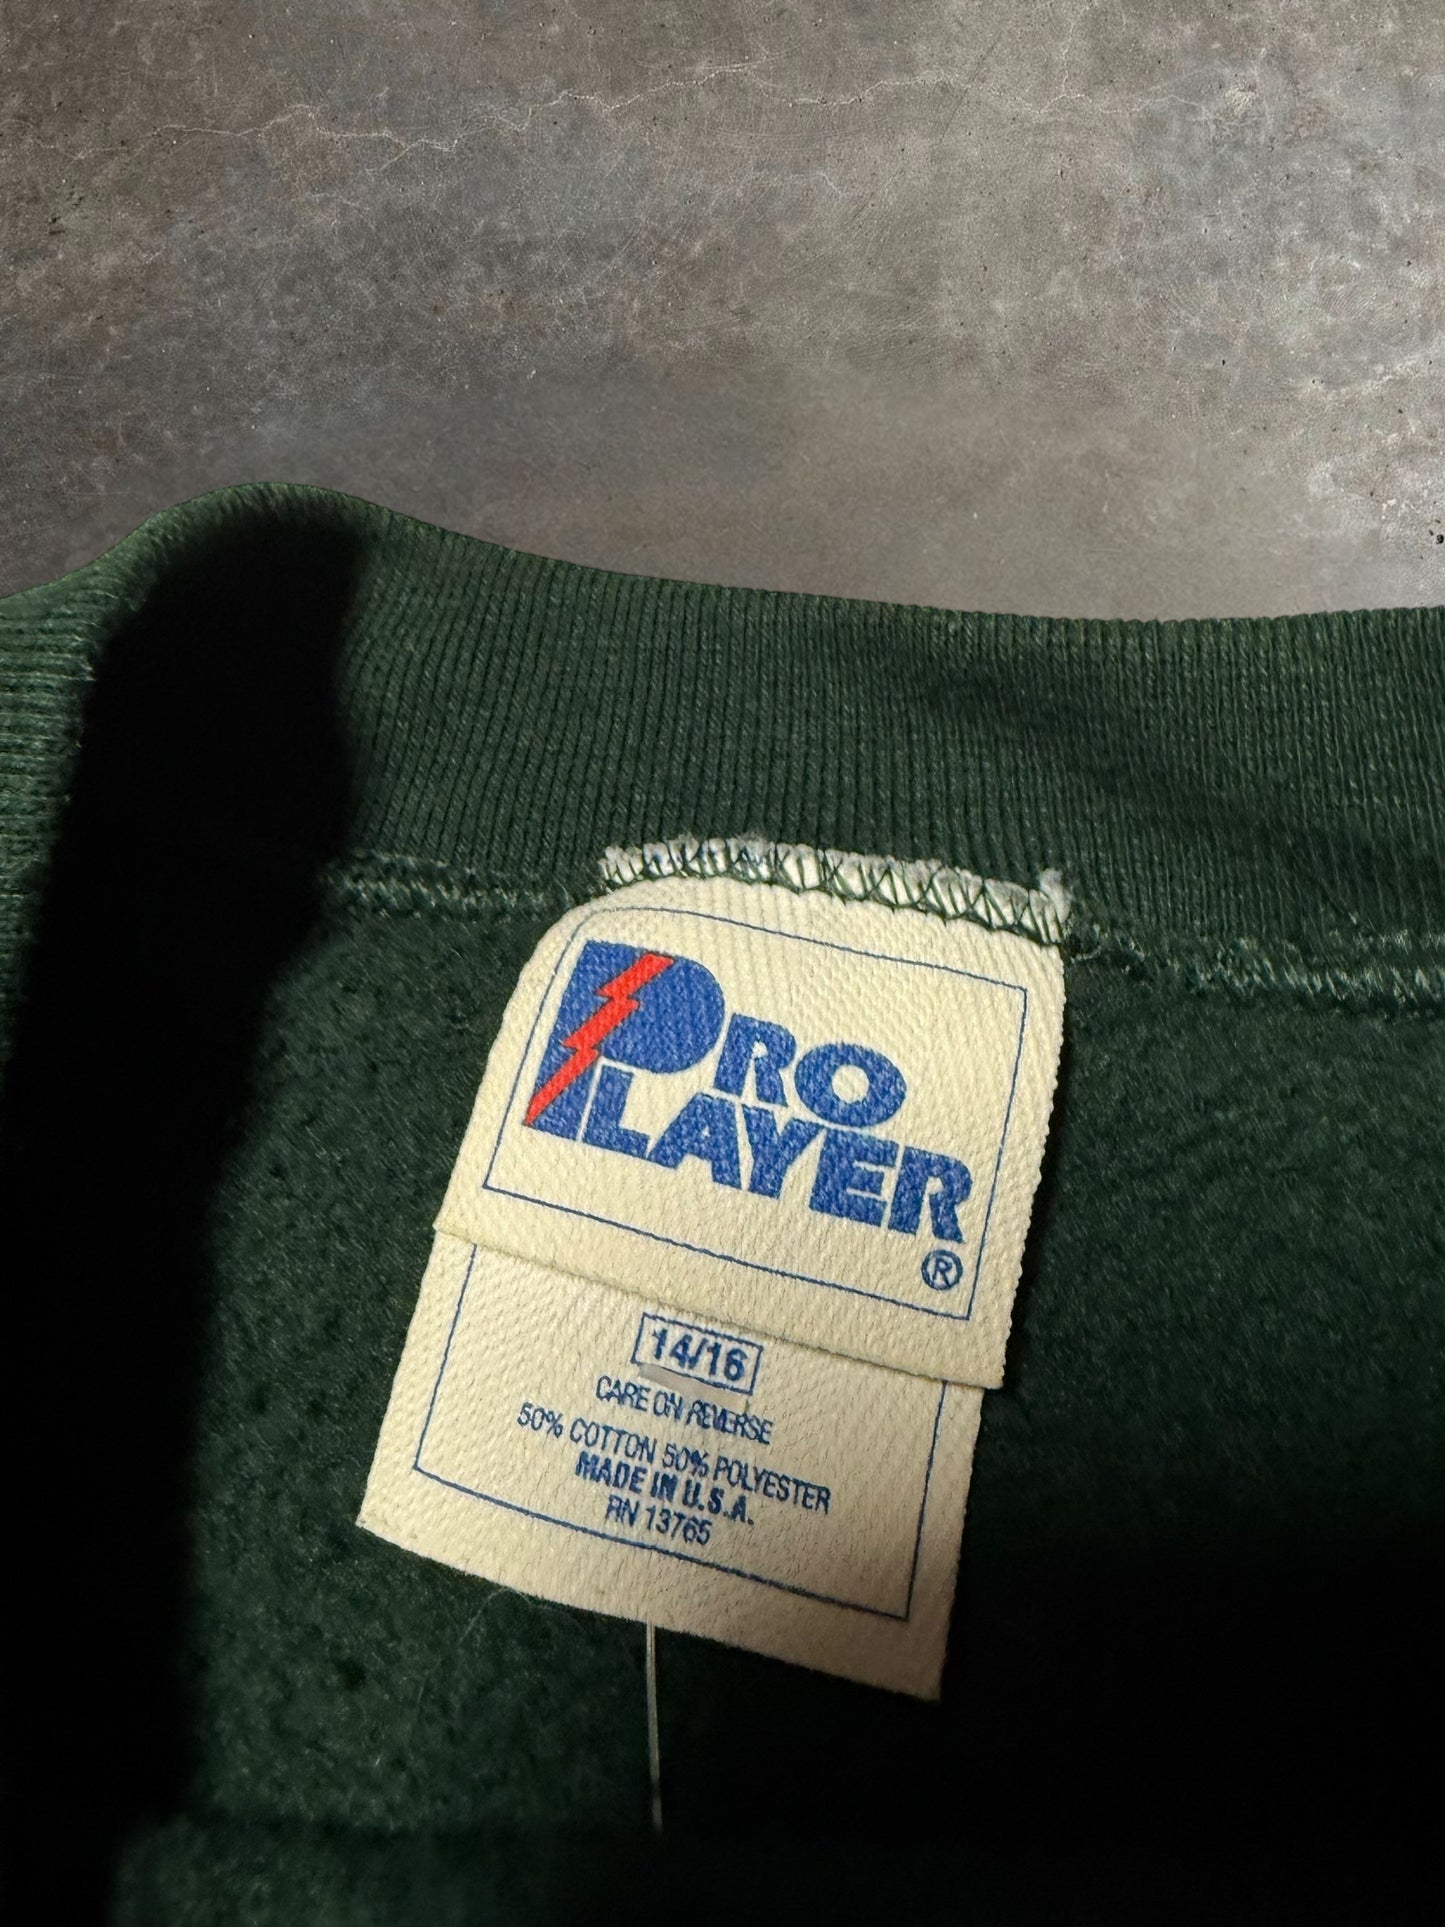 PRO
PLAYER
®
14/16
CARE ON REVERSE
50% COTTON 50% POLYESTER
MADE IN U.S.A.
RN 13765